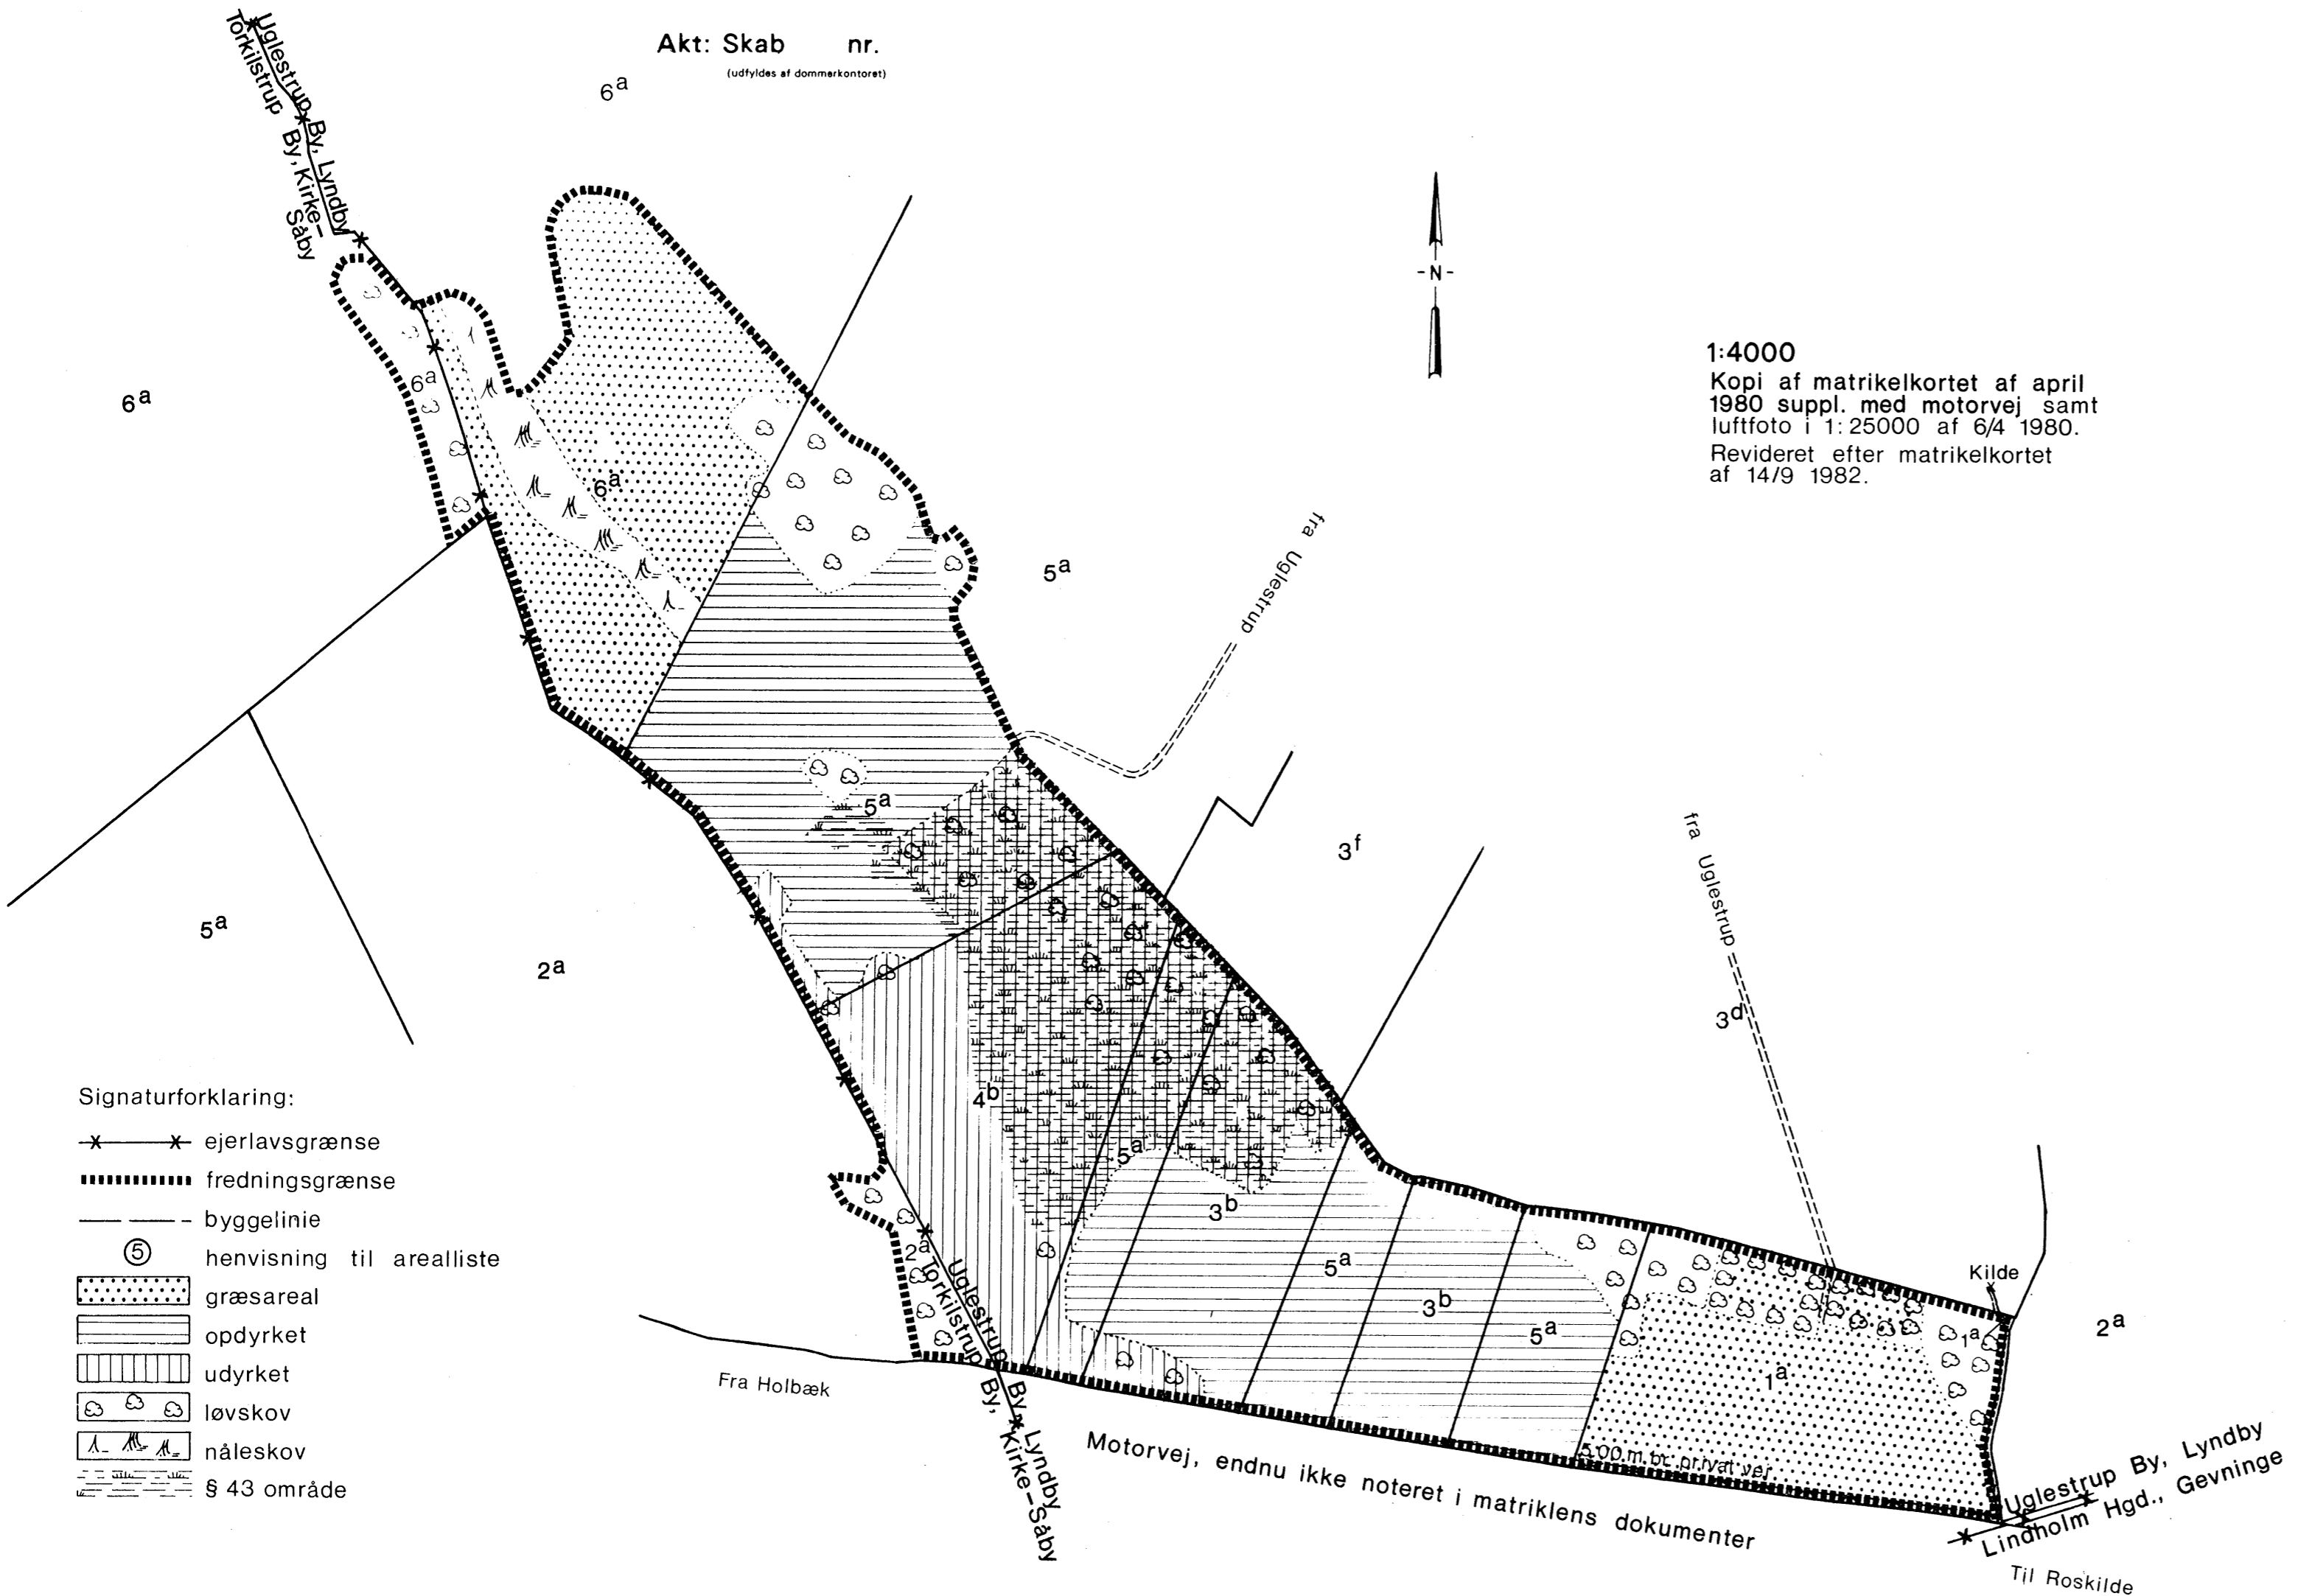 Akt: Skab nr.
(udfyldes af dommerkontoret)
Uglestrup By, Lyndby
Torkilstrup By, Kirke-
Såby
6a
-N-
1:4000
Kopi af matrikelkortet af april
1980 suppl. med motorvej samt
luftfoto i 1:25000 af 6/4 1980.
Revideret efter matrikelkortet
af 14/9 1982.
6a
6a
6a
5a
fra Uglestrup
5a
3f
fra Uglestrup
5a
2a
3d
4b
5a
3b
2a
5a
3b
5a
Kilde
1a
2a
1a
Signaturforklaring:
ejerlavsgrænse
fredningsgrænse
byggelinie
5 henvisning til arealliste
græsareal
opdyrket
udyrket
løvskov
nåleskov
§ 43 område
Fra Holbæk
Uglestrup By, Lyndby
Torkilstrup By, Kirke-Såby
5.00 m br. privat vej
Motorvej, endnu ikke noteret i matriklens dokumenter
Uglestrup By, Lyndby
Lindholm Hgd., Gevninge
Til Roskilde